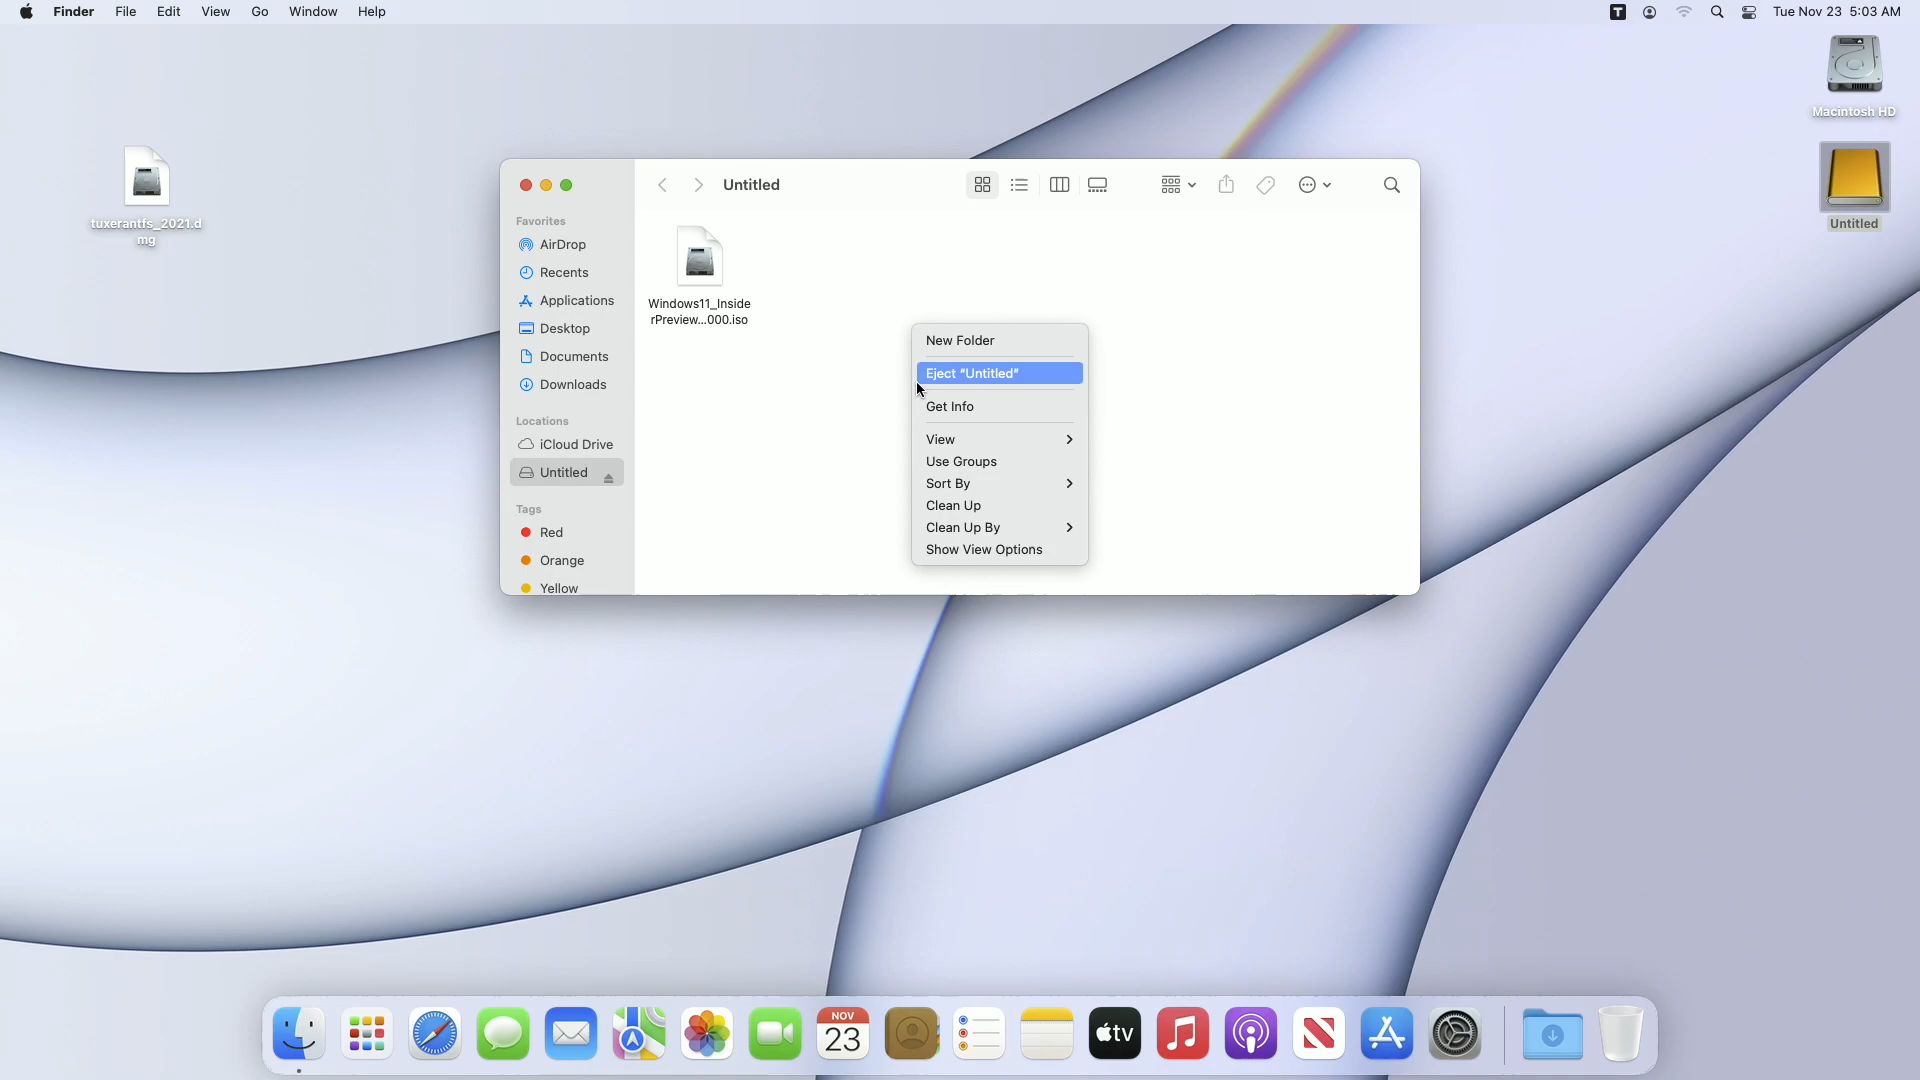 Finder File Edit View Go Window Help
T
Tue Nov 23 5:03 AM
Macintosh HD
Untitled
tuxerantfs_2021.d
mg
Untitled
Favorites
AirDrop
Recents
Applications
Desktop
Documents
Downloads
Locations
iCloud Drive
Untitled
Tags
Red
Orange
Yellow
Windows11_Inside
rPreview...000.iso
New Folder
Eject “Untitled”
Get Info
View
Use Groups
Sort By
Clean Up
Clean Up By
Show View Options
NOV
23
tv